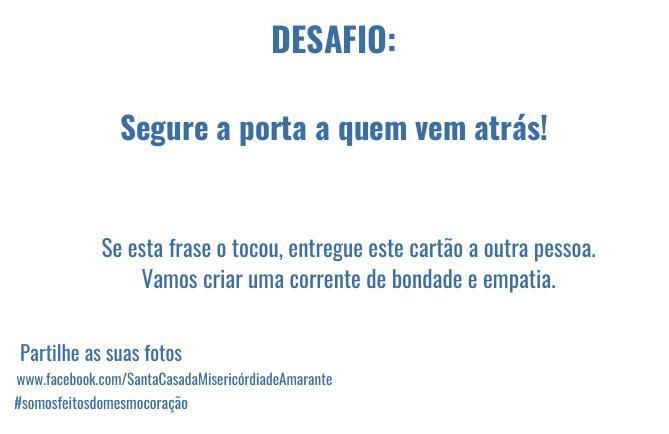 DESAFIO:
Segure a porta a quem vem atrás!
Se esta frase o tocou, entregue este cartão a outra pessoa.
Vamos criar uma corrente de bondade e empatia.
Partilhe as suas fotos
www.facebook.com/SantaCasadaMisericórdiadeAmarante
#somosfeitosdomesmocoração